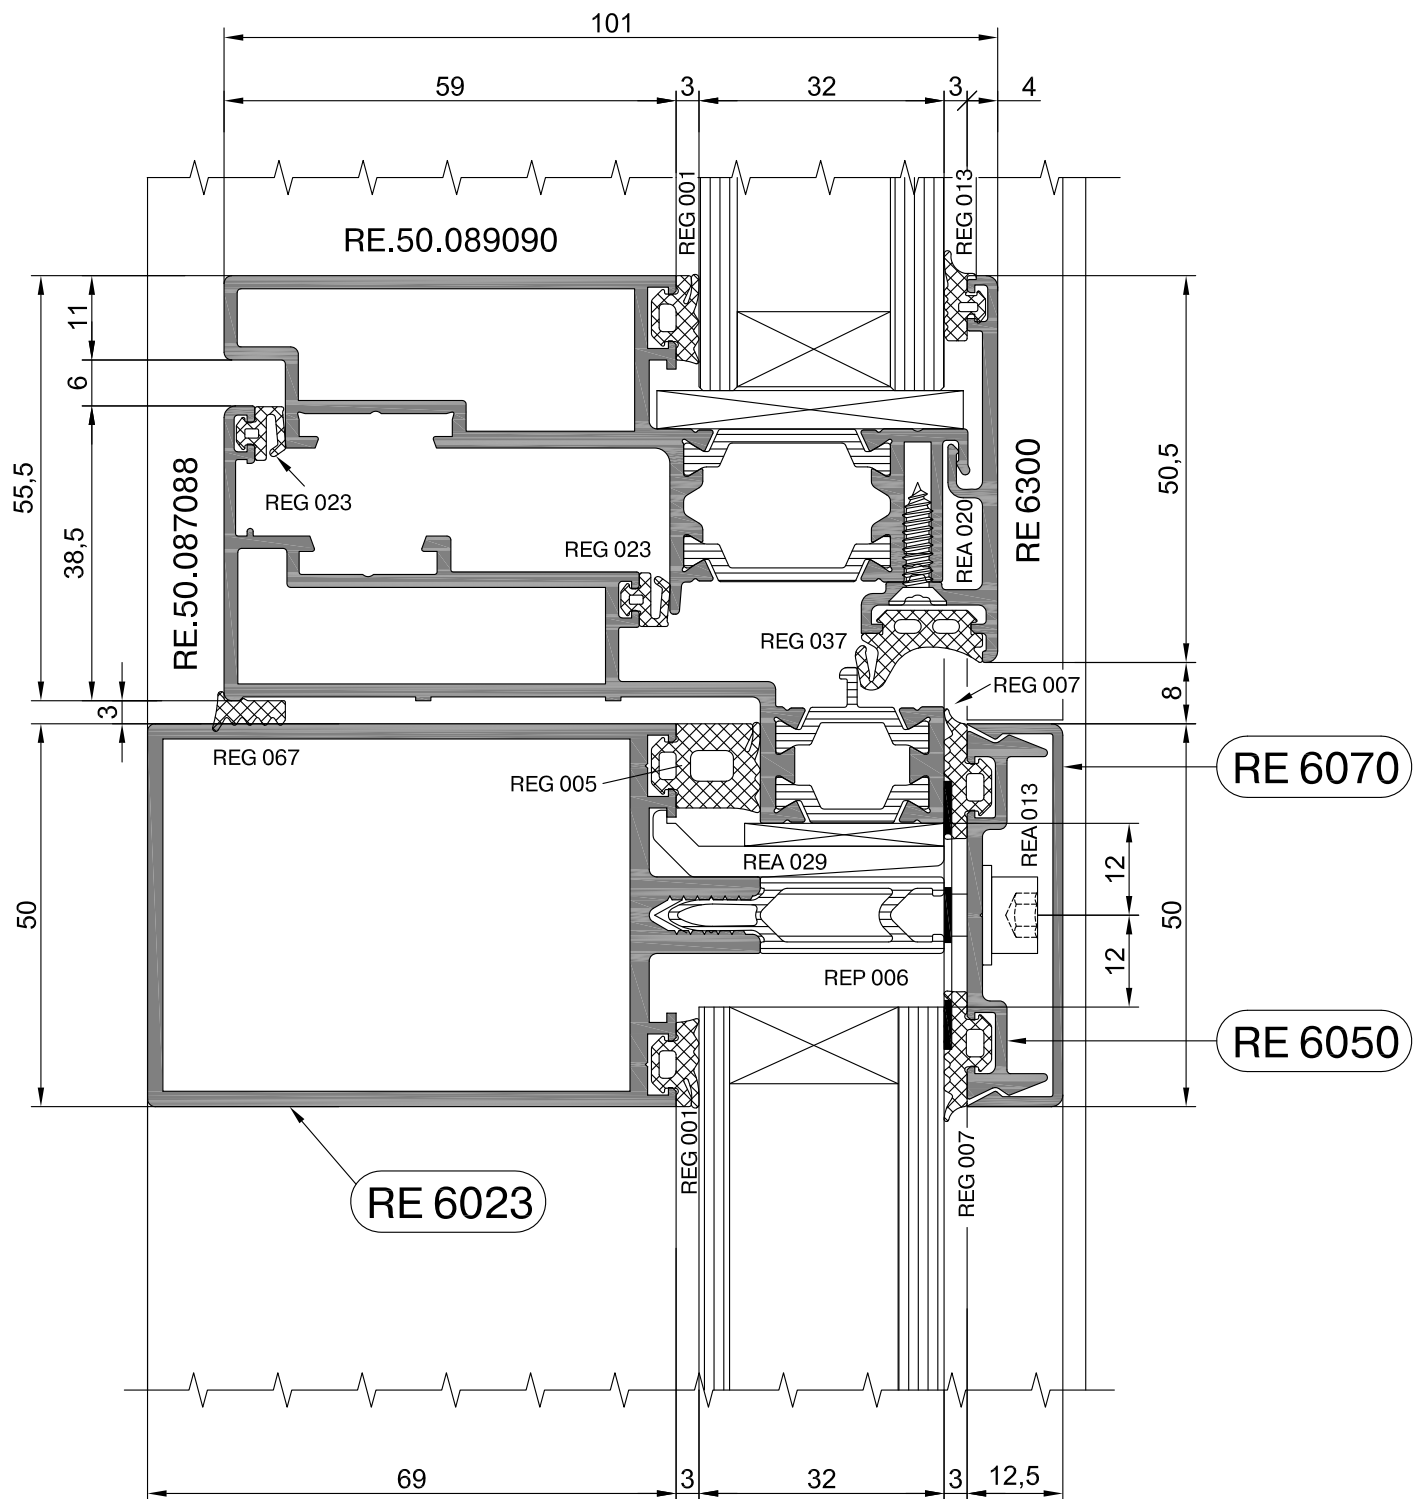 101
59
3
32
3
4
REG 001
REG 013
RE.50.089090
11
6
55,5
38,5
3
RE.50.087088
REG 023
REG 023
REA 020
RE 6300
50,5
REG 037
REG 007
8
REG 067
REG 005
RE 6070
REA 013
REA 029
12
50
50
12
REP 006
RE 6050
REG 001
REG 007
RE 6023
69
3
32
3
12,5